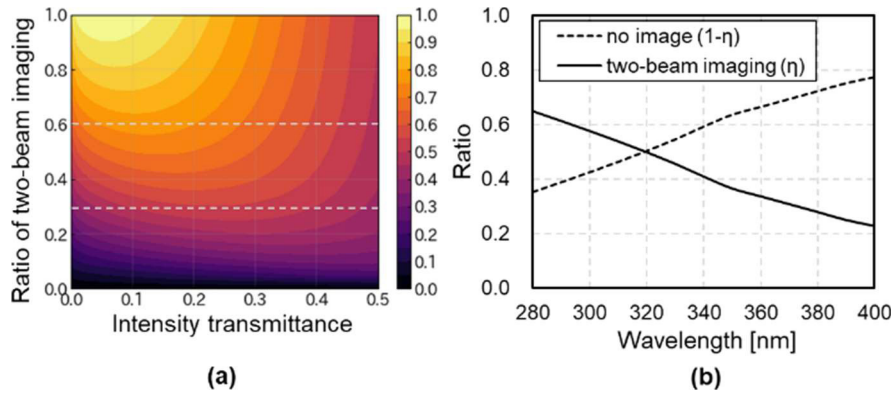 Ratio of two-beam imaging
1.0
0.8
0.6
0.4
0.2
0.0
0.0 0.1 0.2 0.3 0.4 0.5
Intensity transmittance
1.0
0.9
0.8
0.7
0.6
0.5
0.4
0.3
0.2
0.1
0.0
(a)
Ratio
1.0
0.8
0.6
0.4
0.2
0.0
no image (1-η)
two-beam imaging (η)
280 300 320 340 360 380 400
Wavelength [nm]
(b)